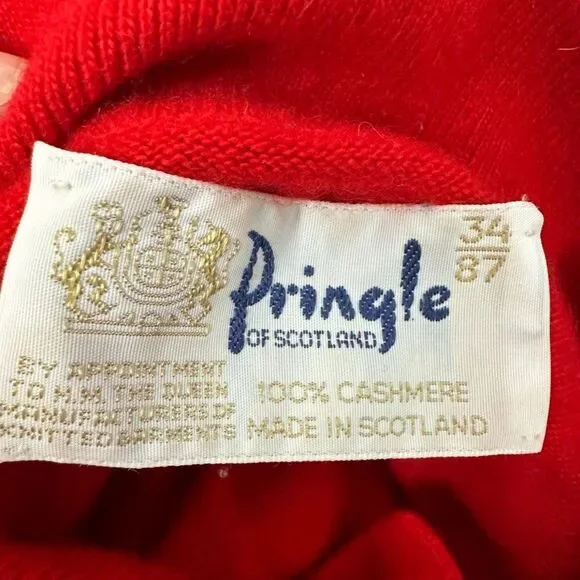 34
87
Pringle
OF SCOTLAND
BY APPOINTMENT
TO H.M. THE QUEEN
MANUFACTURERS OF
KNITTED GARMENTS
100% CASHMERE
MADE IN SCOTLAND